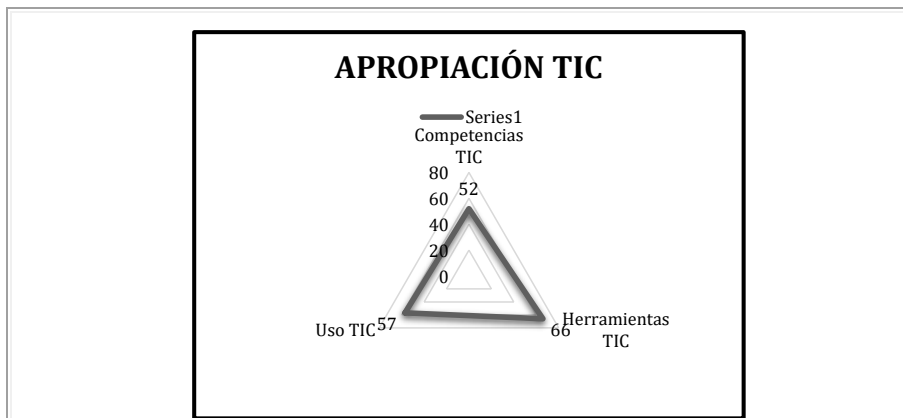 APROPIACIÓN TIC
Series1
Competencias
TIC
80
52
60
40
20
0
Uso TIC
57
Herramientas
TIC
66